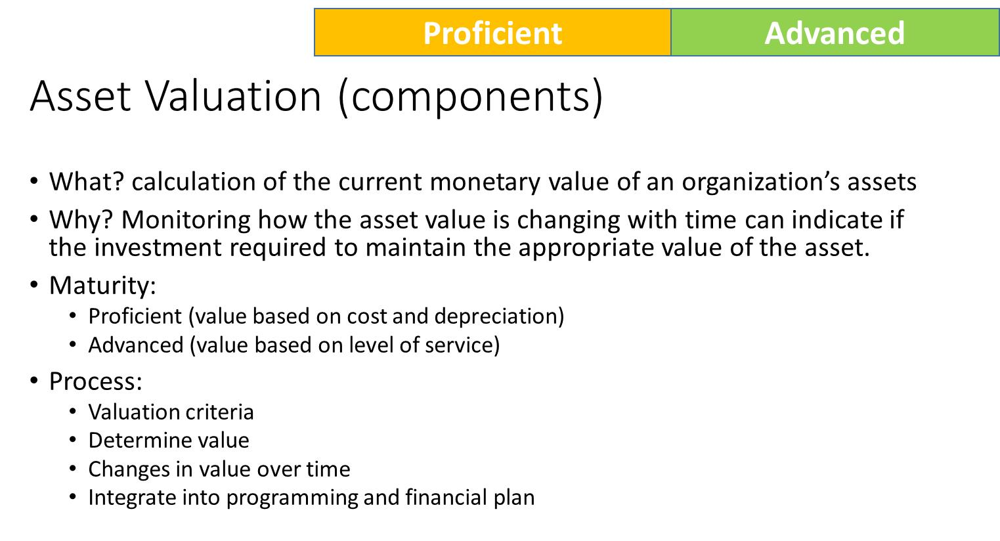 Proficient
Advanced
Asset Valuation (components)
• What? calculation of the current monetary value of an organization’s assets
• Why? Monitoring how the asset value is changing with time can indicate if
the investment required to maintain the appropriate value of the asset.
• Maturity:
• Proficient (value based on cost and depreciation)
• Advanced (value based on level of service)
• Process:
• Valuation criteria
• Determine value
• Changes in value over time
• Integrate into programming and financial plan